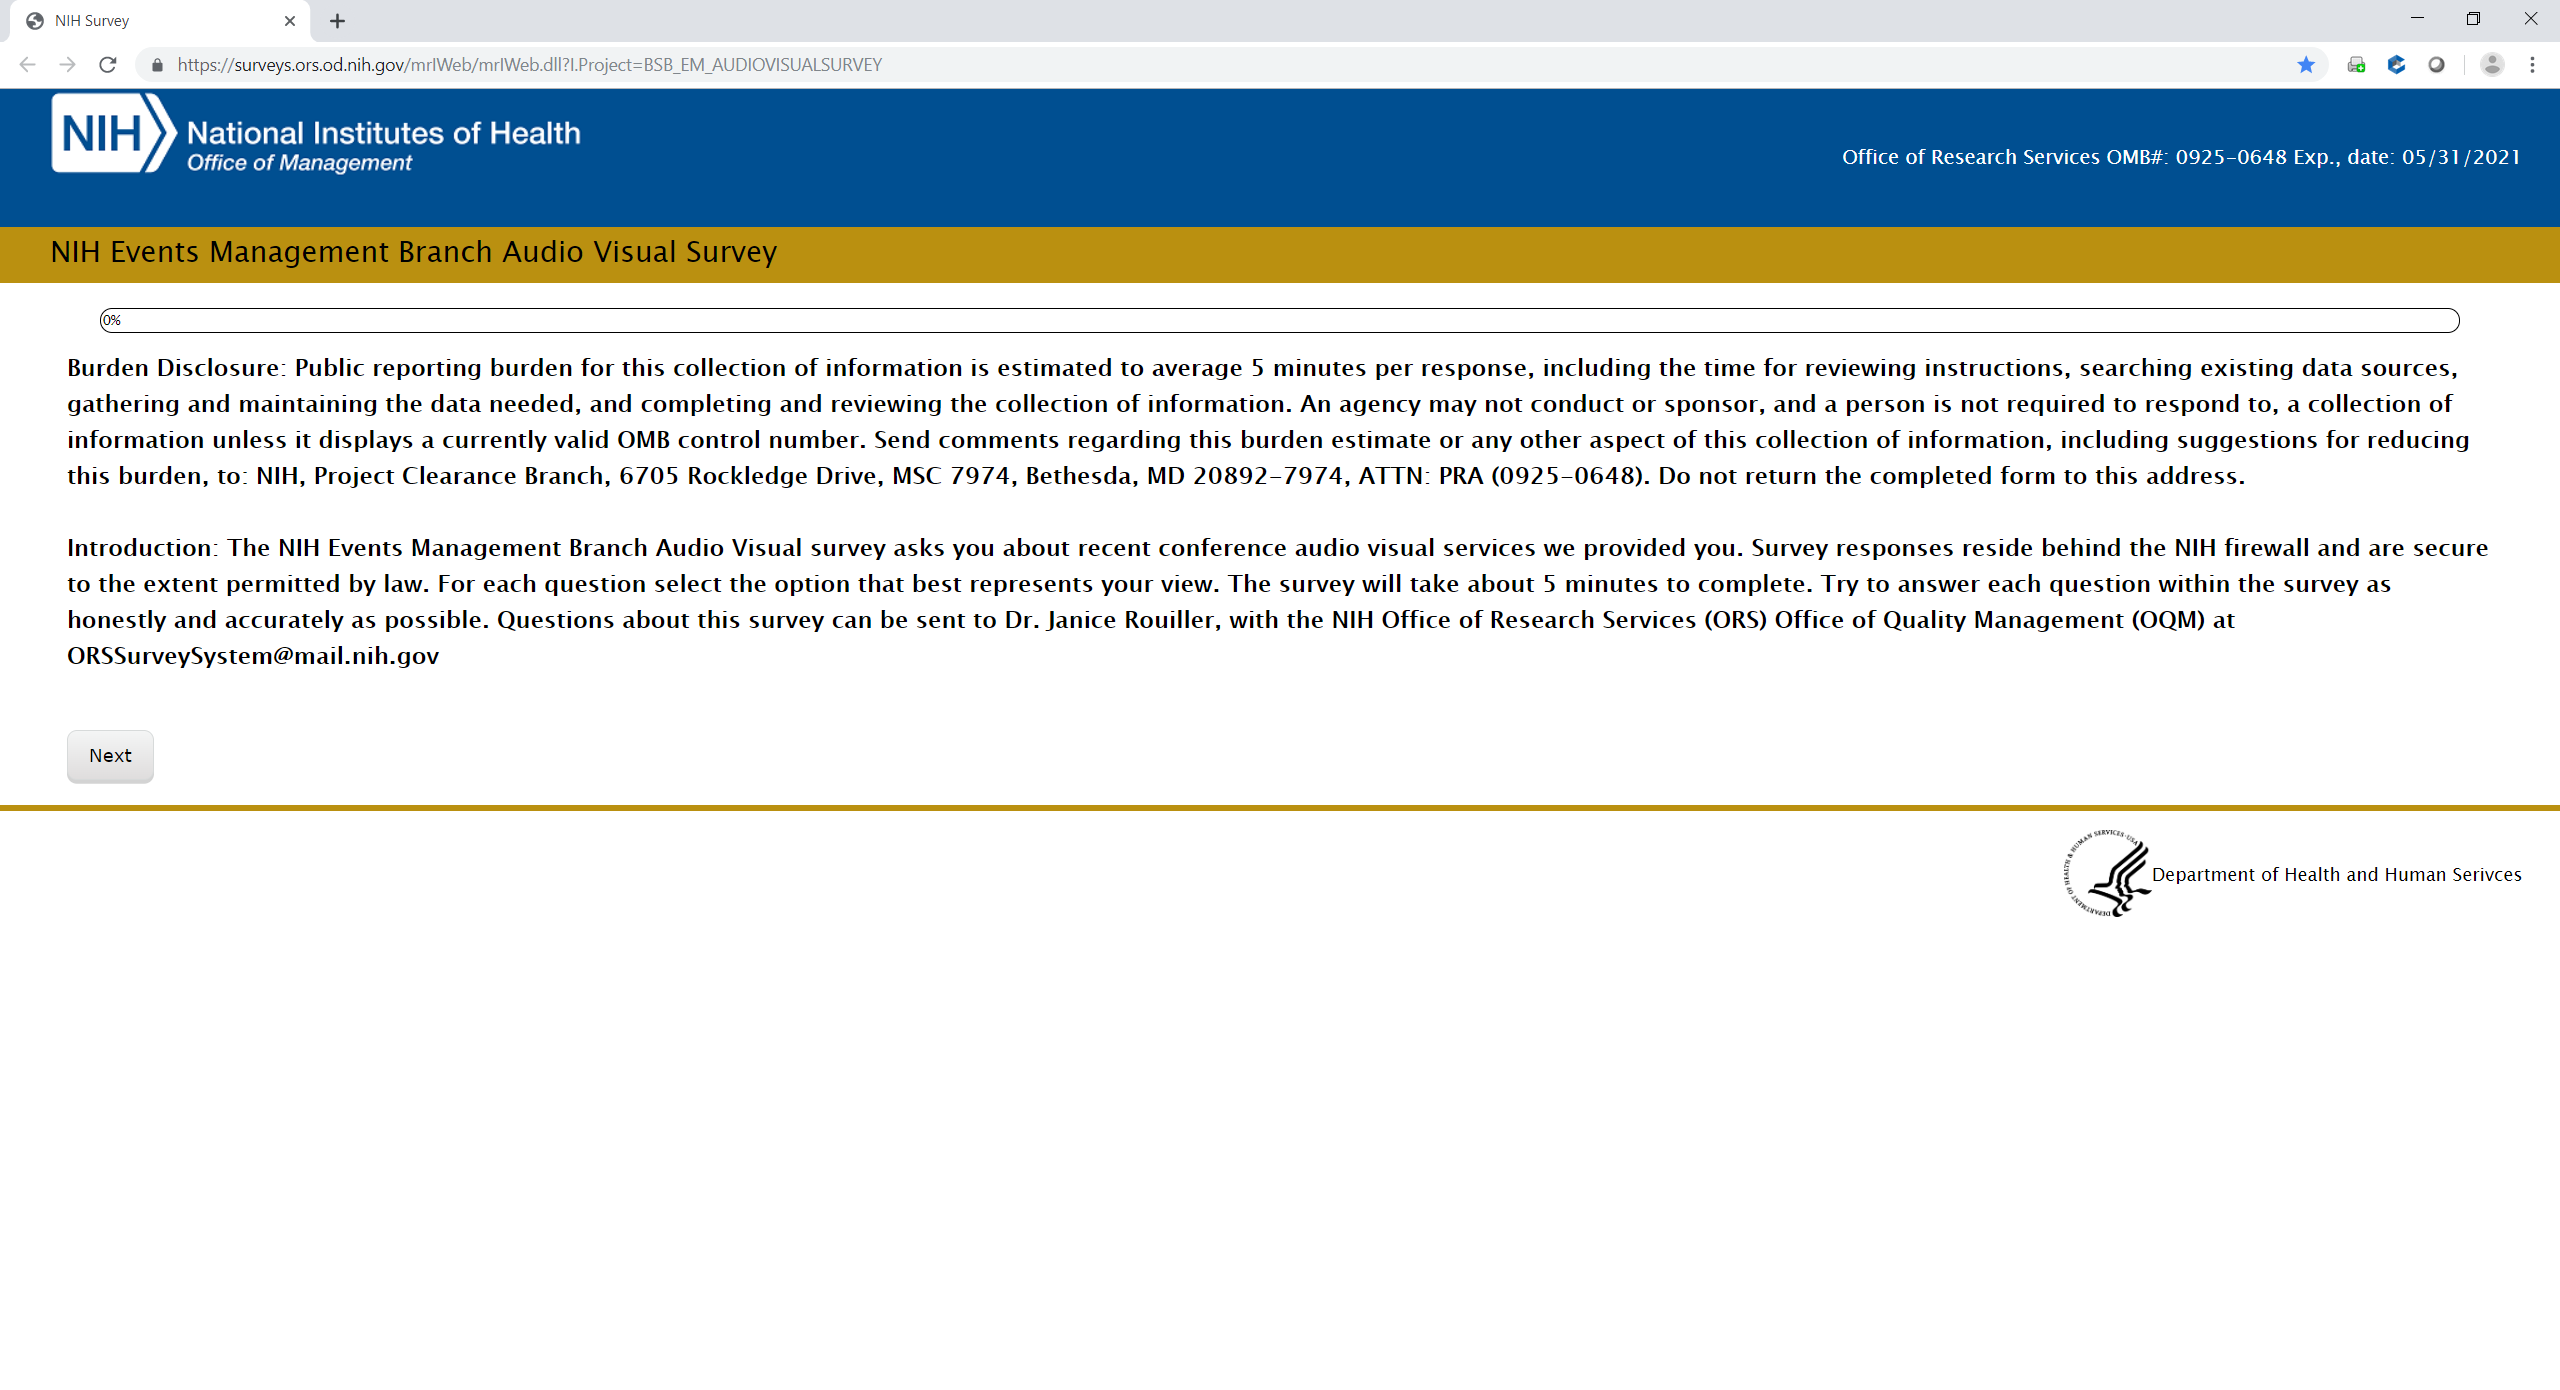 NIH Survey
https://surveys.ors.od.nih.gov/mrIWeb/mrIWeb.dll?I.Project=BSB_EM_AUDIOVISUALSURVEY
NIH National Institutes of Health
Office of Management
Office of Research Services OMB#: 0925-0648 Exp., date: 05/31/2021
NIH Events Management Branch Audio Visual Survey
0%
Burden Disclosure: Public reporting burden for this collection of information is estimated to average 5 minutes per response, including the time for reviewing instructions, searching existing data sources,
gathering and maintaining the data needed, and completing and reviewing the collection of information. An agency may not conduct or sponsor, and a person is not required to respond to, a collection of
information unless it displays a currently valid OMB control number. Send comments regarding this burden estimate or any other aspect of this collection of information, including suggestions for reducing
this burden, to: NIH, Project Clearance Branch, 6705 Rockledge Drive, MSC 7974, Bethesda, MD 20892-7974, ATTN: PRA (0925-0648). Do not return the completed form to this address.
Introduction: The NIH Events Management Branch Audio Visual survey asks you about recent conference audio visual services we provided you. Survey responses reside behind the NIH firewall and are secure
to the extent permitted by law. For each question select the option that best represents your view. The survey will take about 5 minutes to complete. Try to answer each question within the survey as
honestly and accurately as possible. Questions about this survey can be sent to Dr. Janice Rouiller, with the NIH Office of Research Services (ORS) Office of Quality Management (OQM) at
ORSSurveySystem@mail.nih.gov
Next
DEPARTMENT OF HEALTH & HUMAN SERVICES·USA
Department of Health and Human Serivces